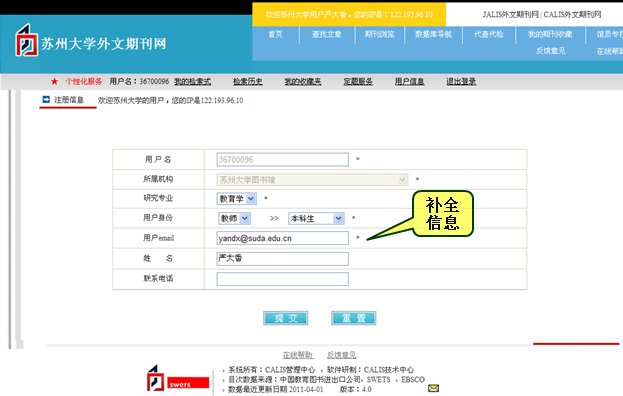 欢迎苏州大学用户严大香，您的IP是：122.193.96.10
JALIS外文期刊网 | CALIS外文期刊网
苏州大学外文期刊网
首页 查找文章 期刊浏览 数据库导航 代查代检 我的期刊收藏 馆员专栏
反馈意见 在线帮助
★ 个性化服务 用户名：36700096 我的检索式 检索历史 我的收藏夹 定题服务 用户信息 退出登录
注册信息 欢迎苏州大学的用户，您的IP是122.193.96.10
用 户 名 36700096 *
所属机构 苏州大学图书馆 *
研究专业 教育学 *
用户身份 教师 >> 本科生 *
用户email yandx@suda.edu.cn *
姓 名 严大香
联系电话
补全
信息
提 交 重 置
在线帮助 反馈意见
系统所有：CALIS管理中心 ，软件研制：CALIS技术中心
目次数据来源：中国教育图书进出口公司，SWETS ，EBSCO
数据最近更新日期 2011-04-01 版本：4.0
SWETS